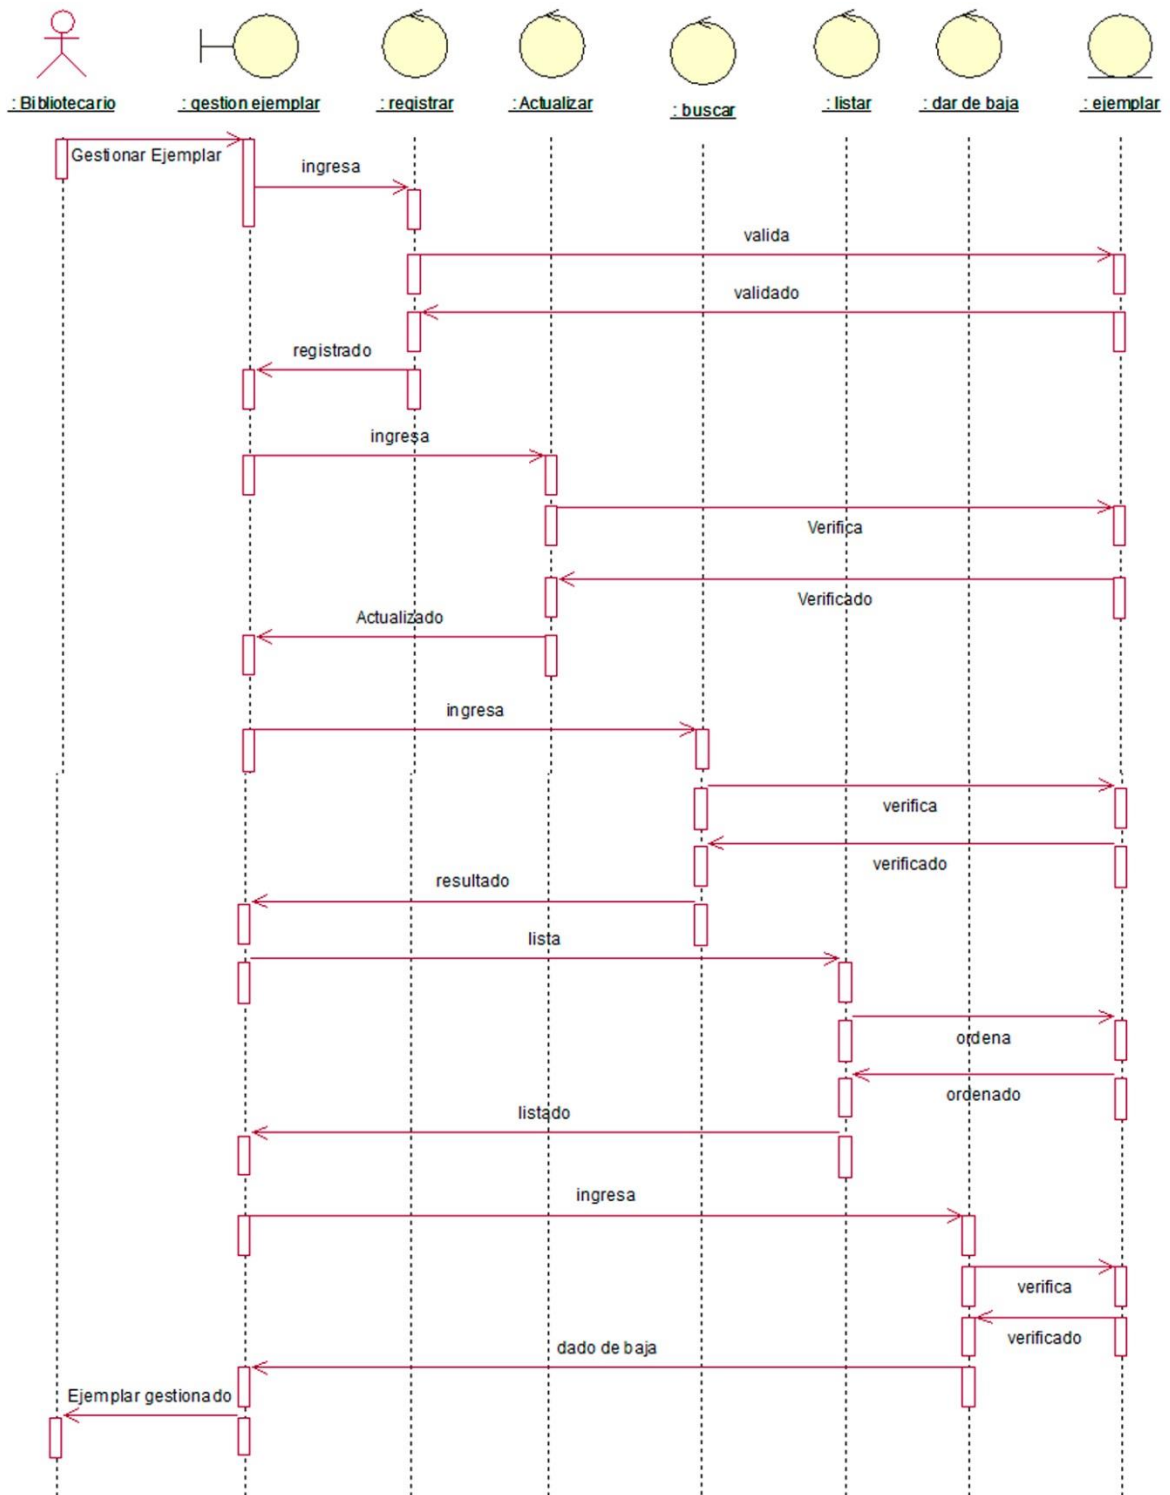 : Bibliotecario
: gestion ejemplar
: registrar
: Actualizar
: buscar
: listar
: dar de baja
: ejemplar
Gestionar Ejemplar
ingresa
valida
validado
registrado
ingresa
Verifica
Verificado
Actualizado
ingresa
verifica
verificado
resultado
lista
ordena
ordenado
listado
ingresa
verifica
verificado
dado de baja
Ejemplar gestionado